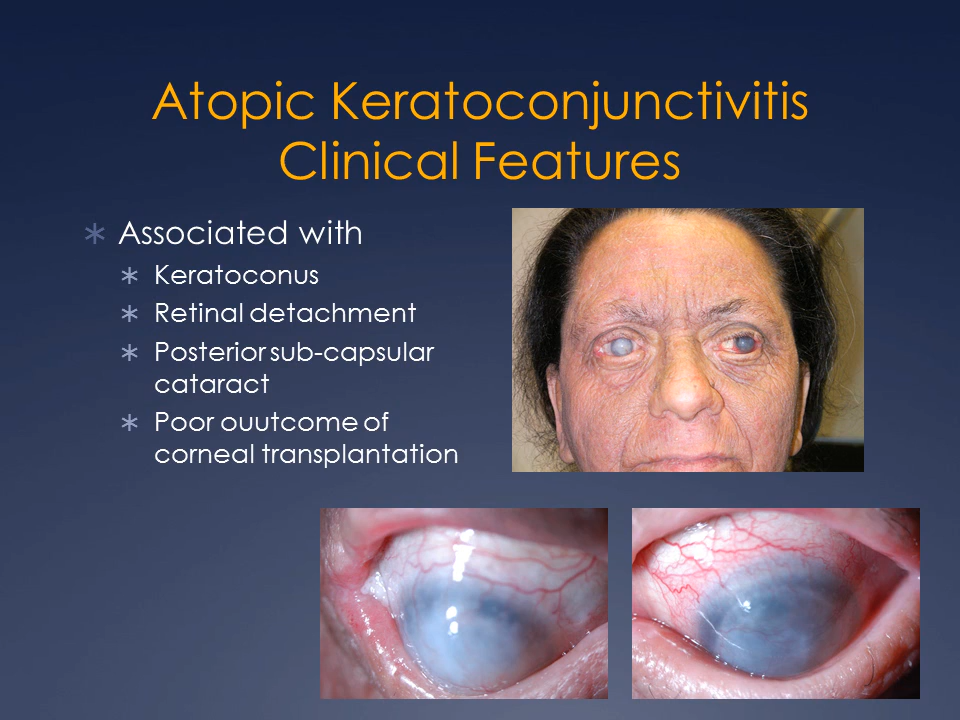 Atopic Keratoconjunctivitis
Clinical Features
Associated with
Keratoconus
Retinal detachment
Posterior sub-capsular
cataract
Poor ouutcome of
corneal transplantation